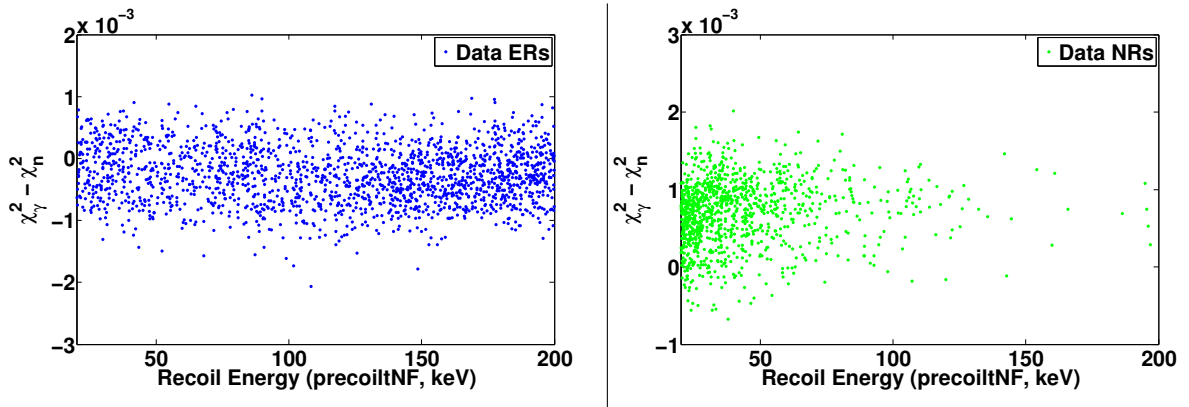 x 10⁻³
2
1
0
−1
−2
−3
50
100
150
200
χ²γ − χ²n
Recoil Energy (precoiltNF, keV)
Data ERs
x 10⁻³
3
2
1
0
−1
50
100
150
200
χ²γ − χ²n
Recoil Energy (precoiltNF, keV)
Data NRs